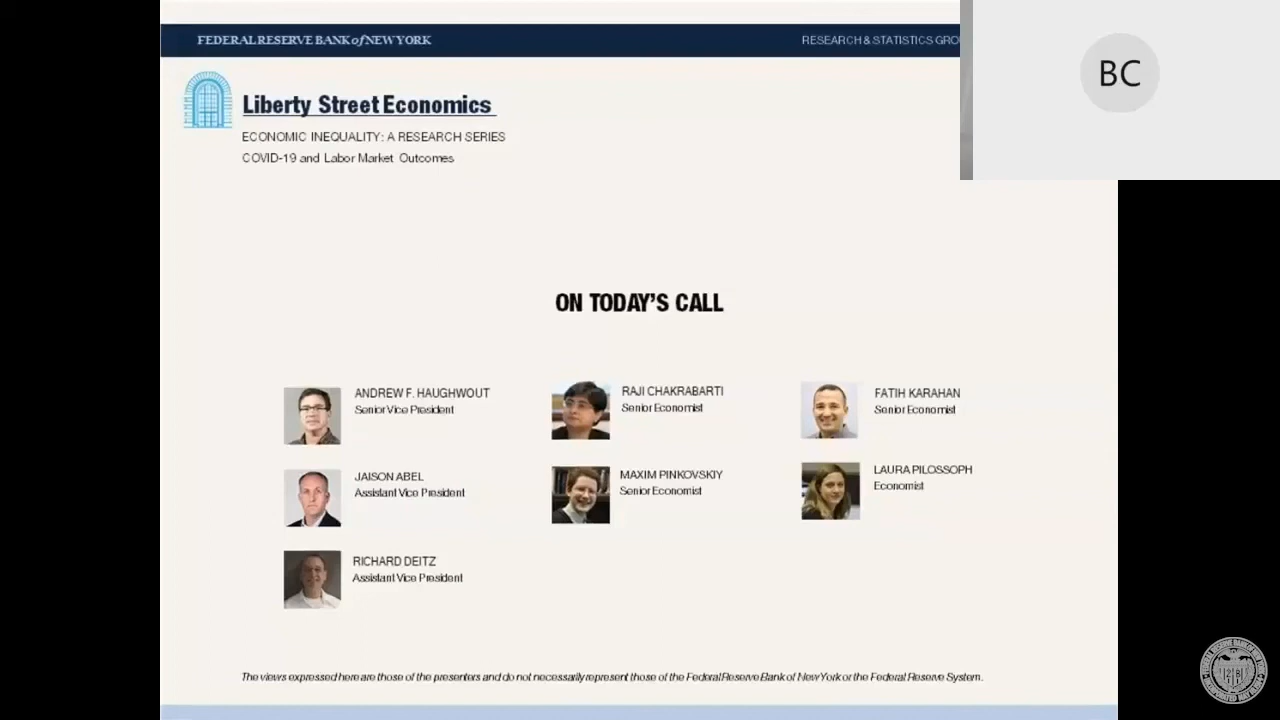 FEDERAL RESERVE BANK of NEW YORK
RESEARCH & STATISTICS GRO
BC
Liberty Street Economics
ECONOMIC INEQUALITY: A RESEARCH SERIES
COVID-19 and Labor Market Outcomes
ON TODAY'S CALL
ANDREW F. HAUGHWOUT
Senior Vice President
RAJI CHAKRABARTI
Senior Economist
FATIH KARAHAN
Senior Economist
JAISON ABEL
Assistant Vice President
MAXIM PINKOVSKIY
Senior Economist
LAURA PILOSSOPH
Economist
RICHARD DEITZ
Assistant Vice President
The views expressed here are those of the presenters and do not necessarily represent those of the Federal Reserve Bank of New York or the Federal Reserve System.